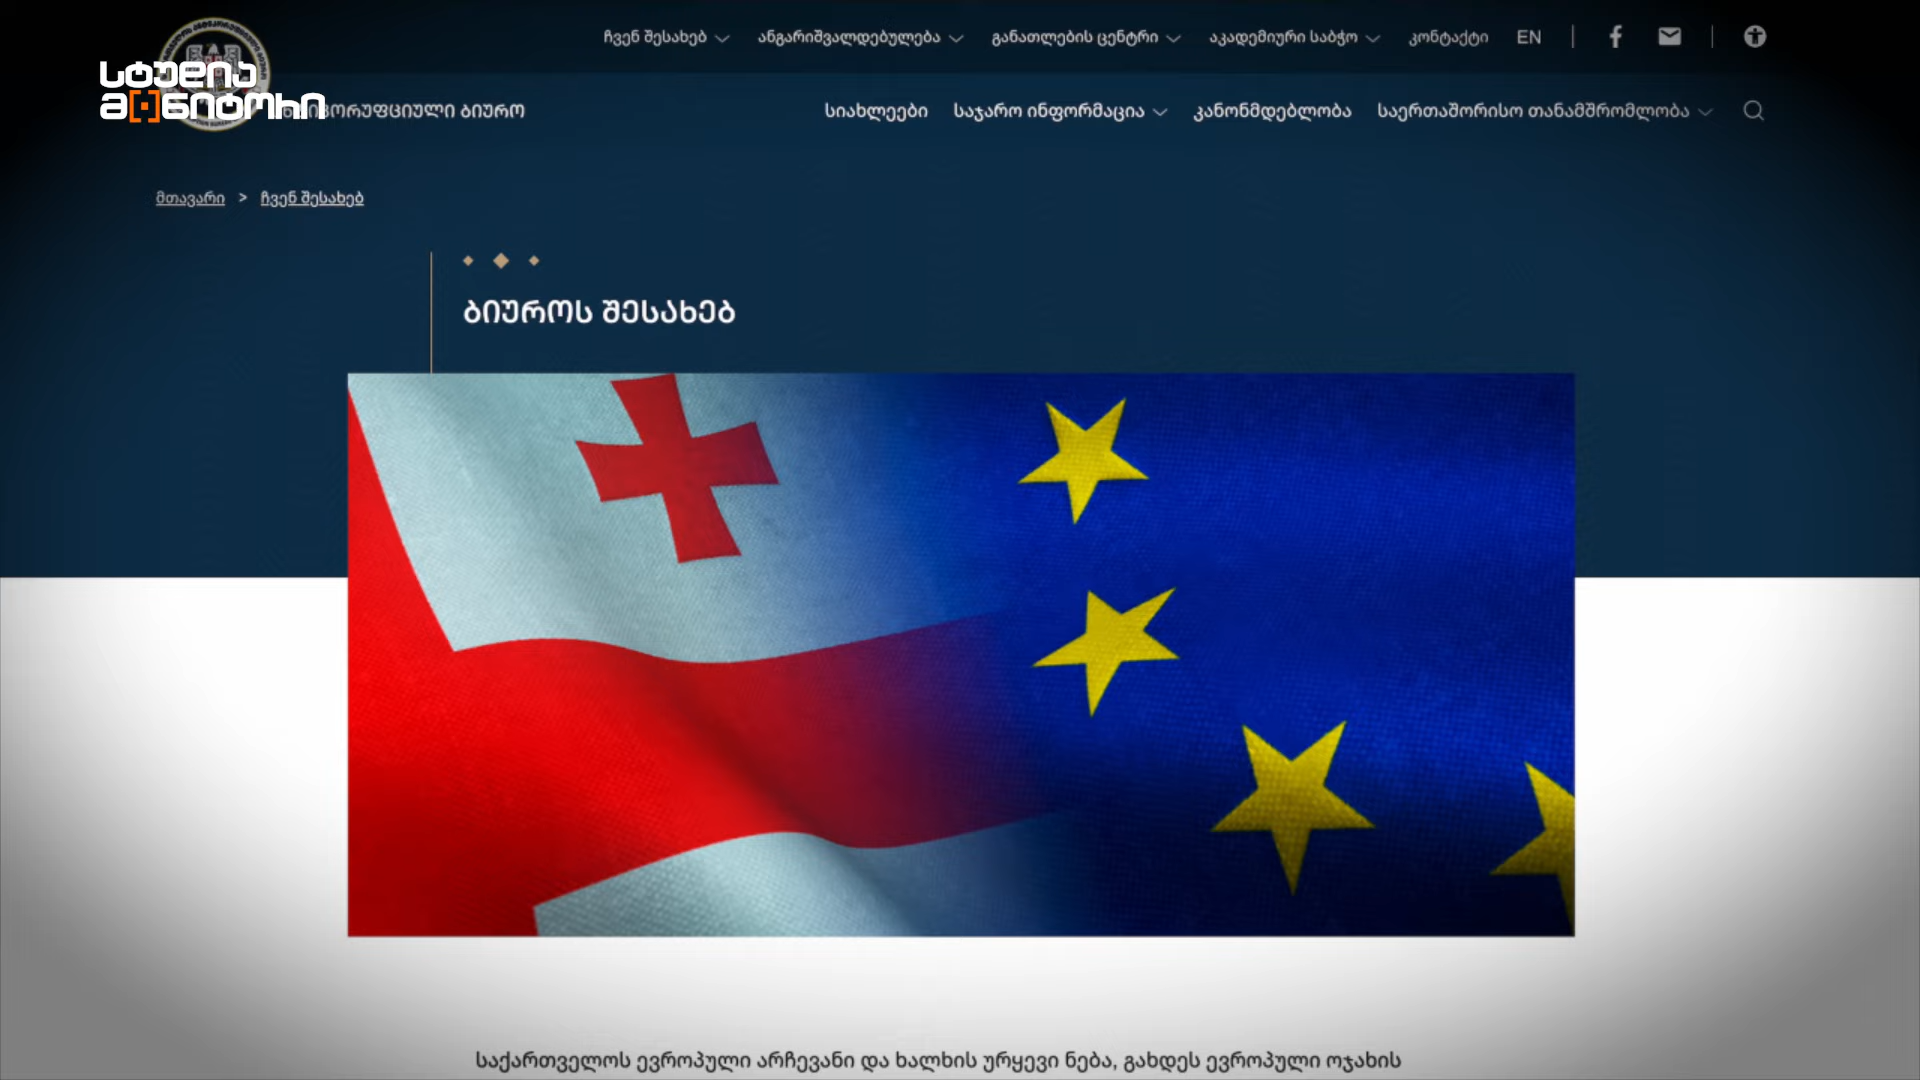 ჩვენ შესახებ ანგარიშვალდებულება განათლების ცენტრი აკადემიური საბჭო კონტაქტი EN
სტუდია
მონიტორი
ბიურო
სიახლეები საჯარო ინფორმაცია კანონმდებლობა საერთაშორისო თანამშრომლობა
მთავარი > ჩვენ შესახებ
ბიუროს შესახებ
საქართველოს ევროპული არჩევანი და ხალხის ურყევი ნება, გახდეს ევროპული ოჯახის